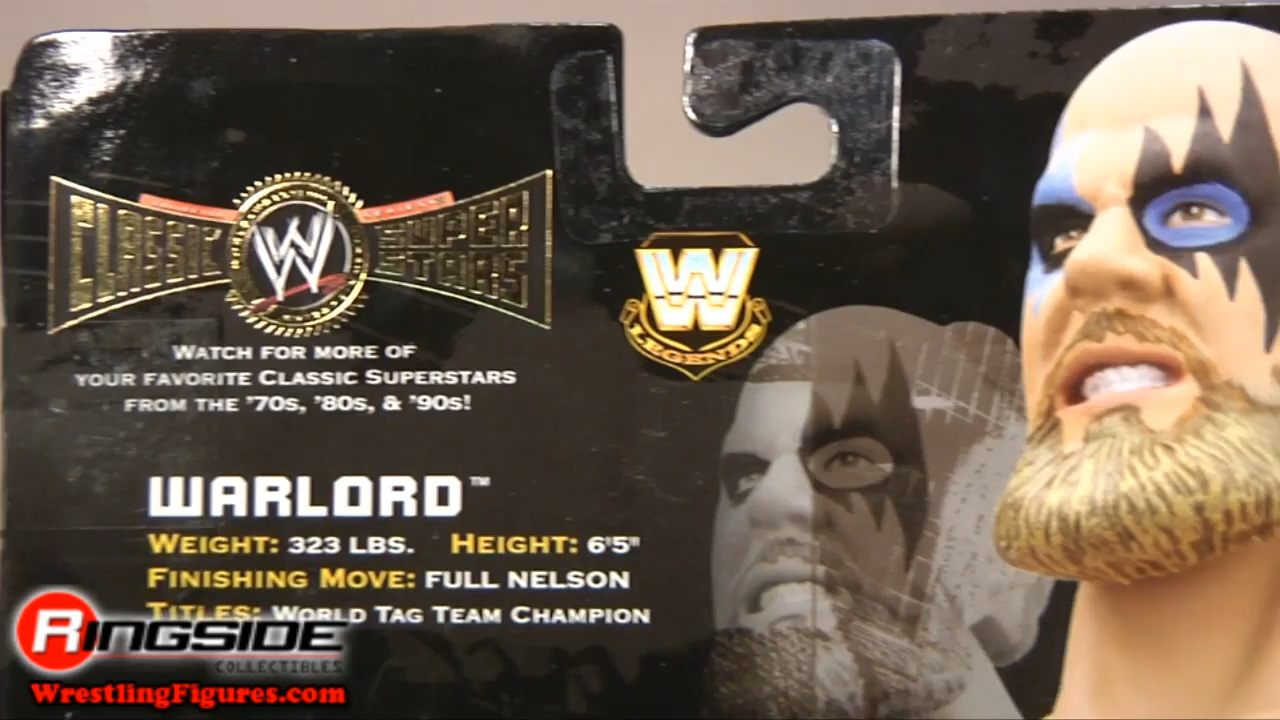 CLASSIC SUPER STARS
W
WATCH FOR MORE OF
YOUR FAVORITE CLASSIC SUPERSTARS
FROM THE '70s, '80s, & '90s!
W
LEGENDS
WARLORD™
WEIGHT: 323 LBS. HEIGHT: 6'5"
FINISHING MOVE: FULL NELSON
TITLES: WORLD TAG TEAM CHAMPION
RINGSIDE
COLLECTIBLES
WrestlingFigures.com